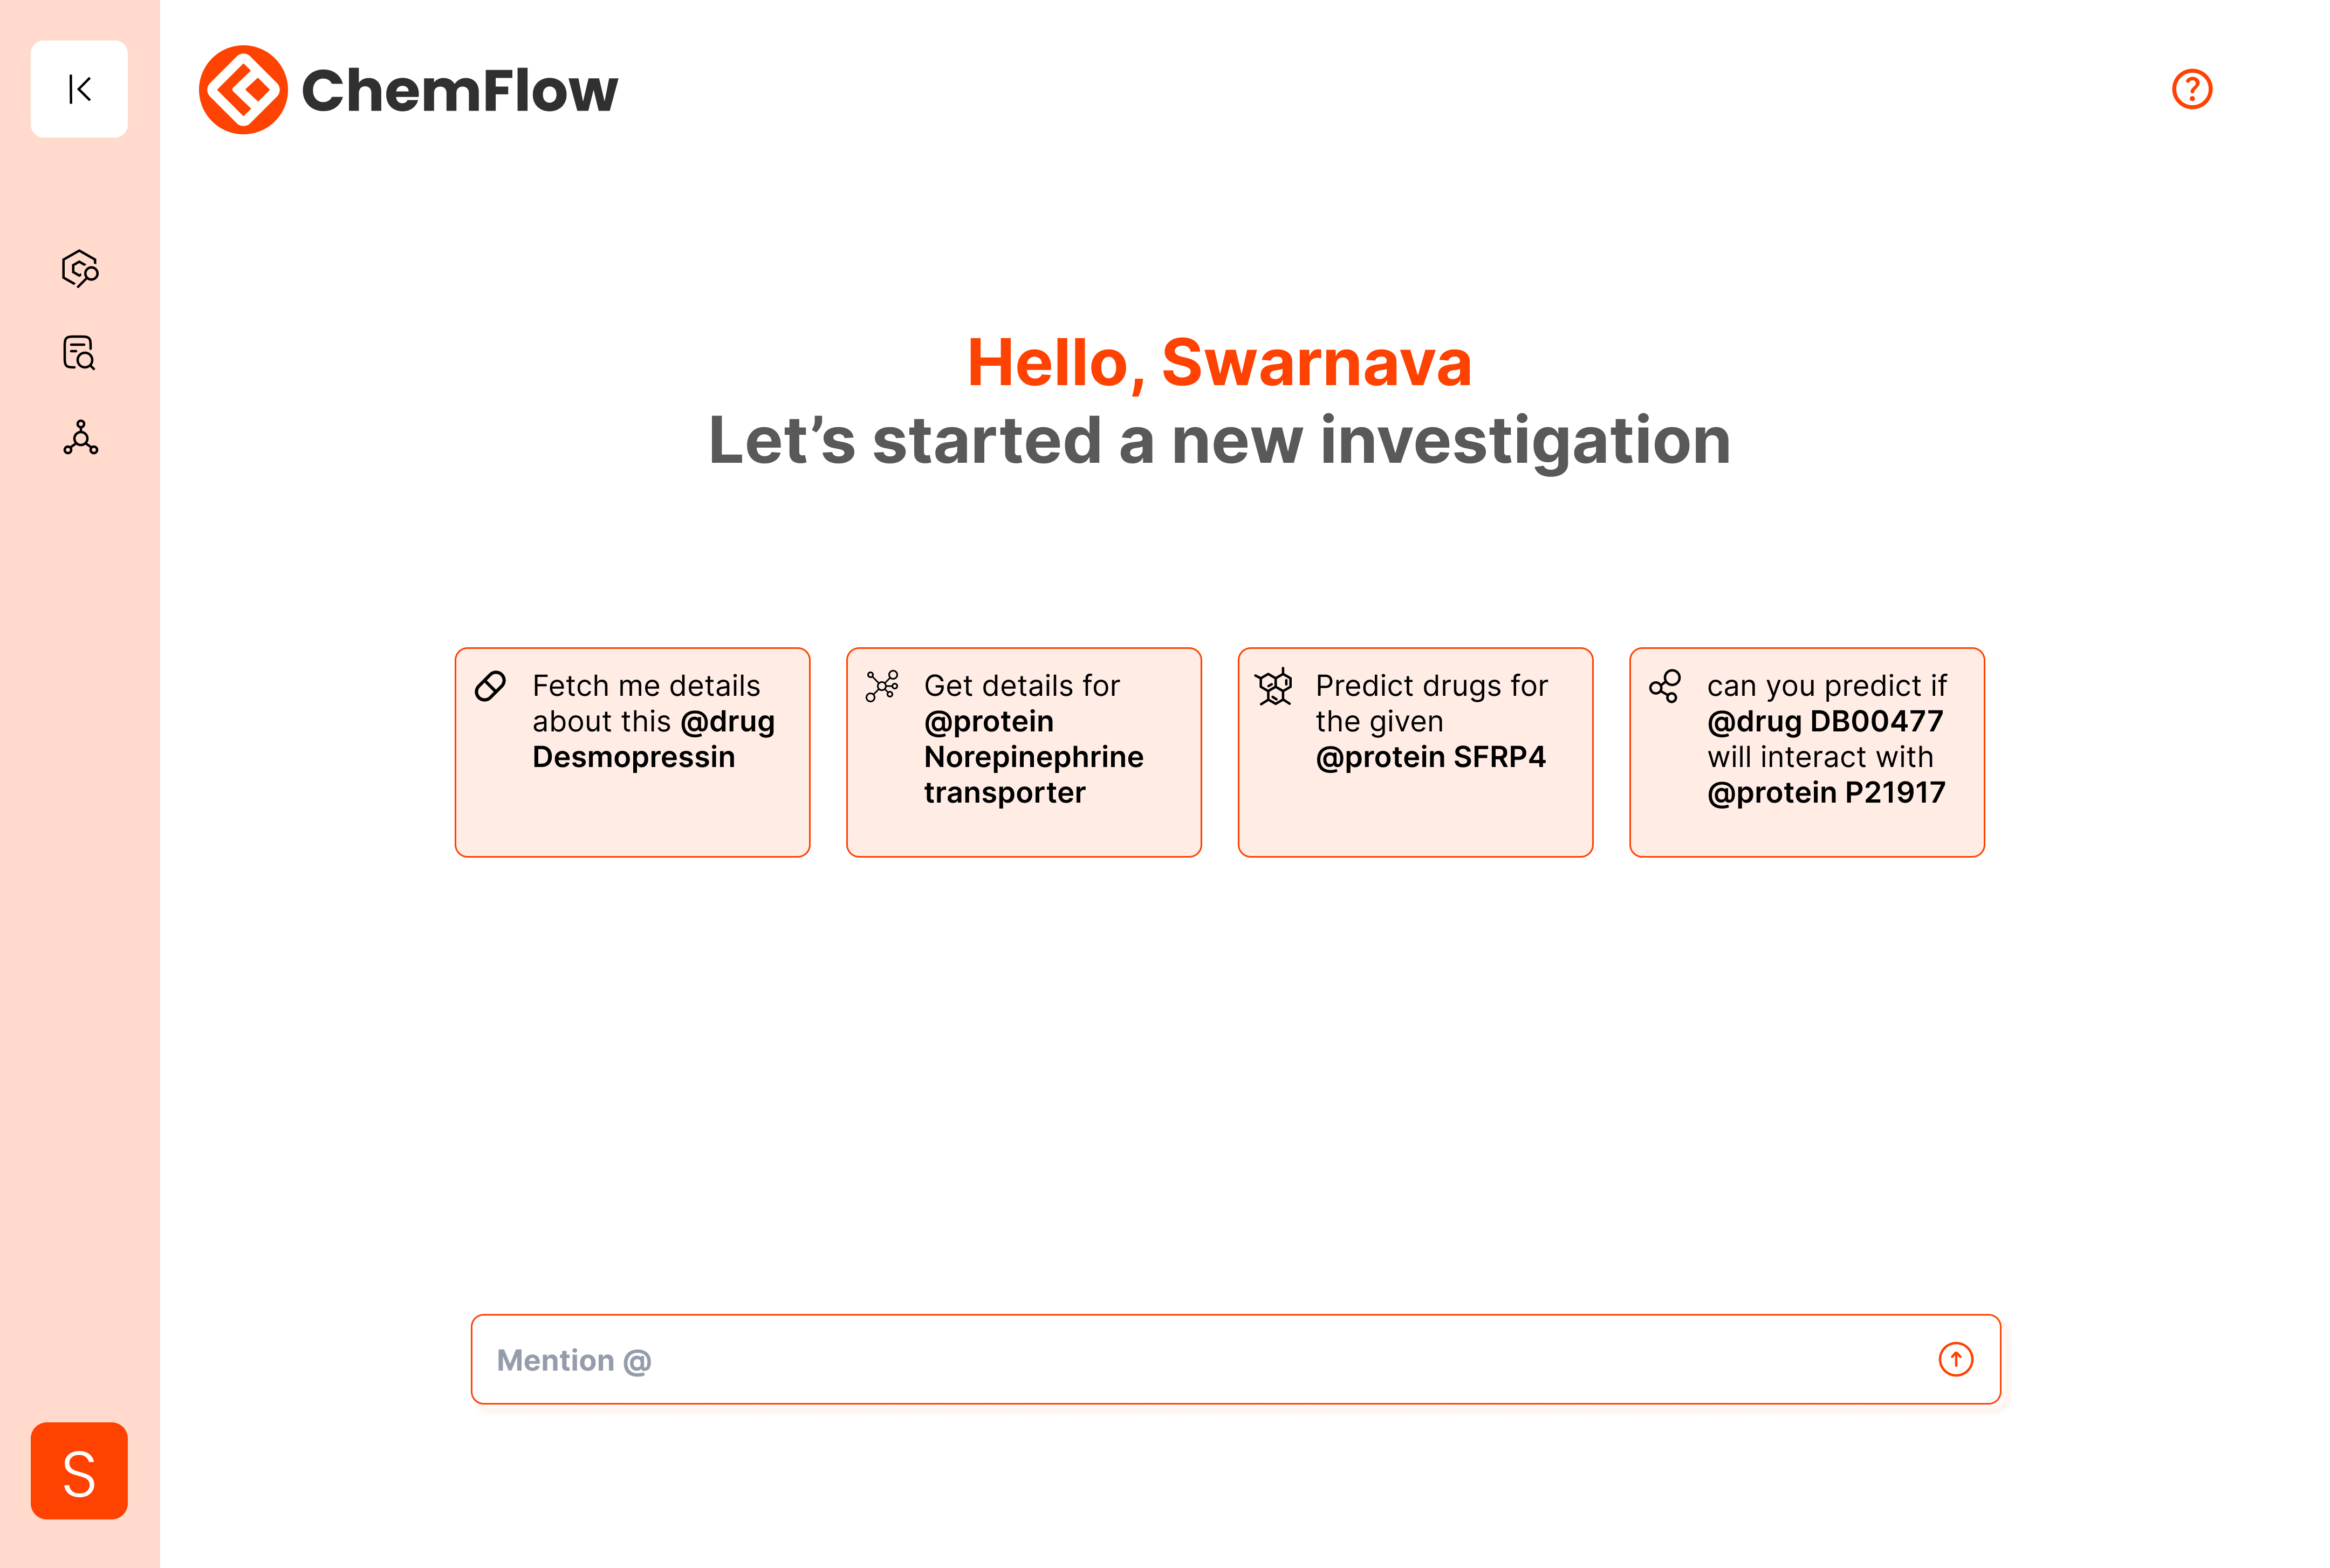 ChemFlow
Hello, Swarnava
Let’s started a new investigation
Fetch me details
about this @drug
Desmopressin
Get details for
@protein
Norepinephrine
transporter
Predict drugs for
the given
@protein SFRP4
can you predict if
@drug DB00477
will interact with
@protein P21917
Mention @
S